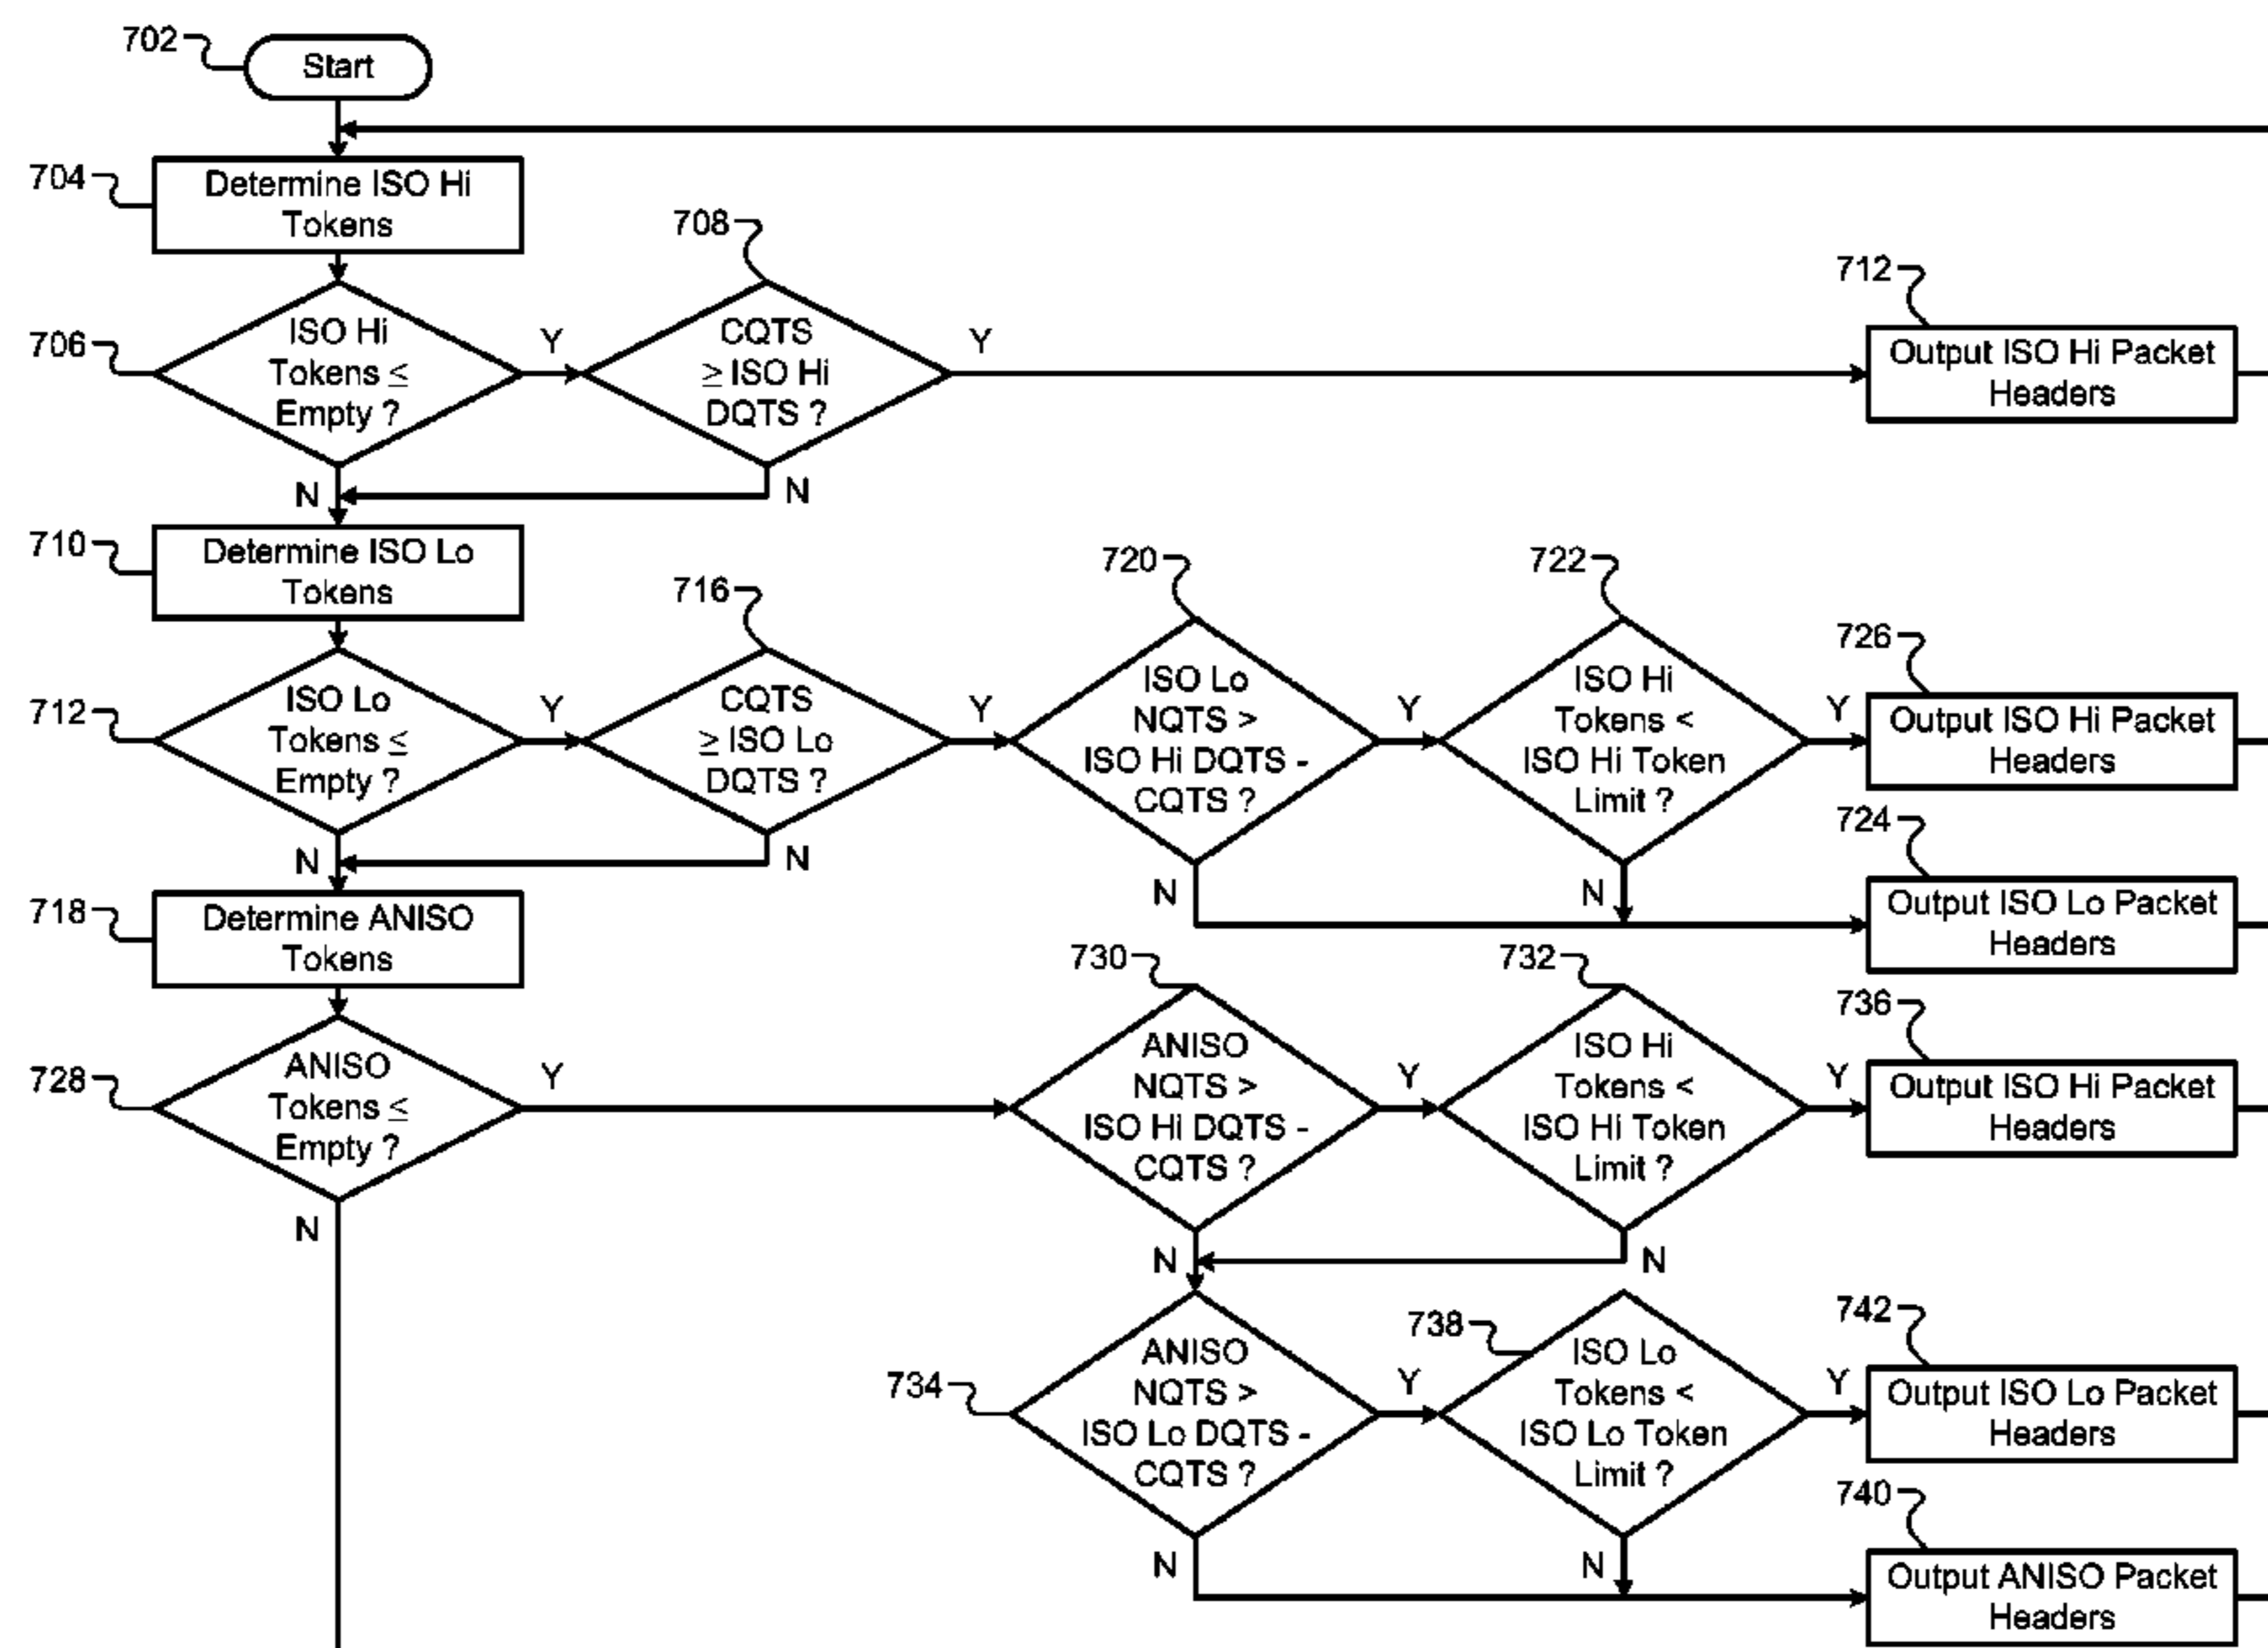 702
Start
704
Determine ISO Hi
Tokens
706
ISO Hi
Tokens ≤
Empty ?
Y
N
708
CQTS
≥ ISO Hi
DQTS ?
Y
N
712
Output ISO Hi Packet
Headers
710
Determine ISO Lo
Tokens
712
ISO Lo
Tokens ≤
Empty ?
Y
N
716
CQTS
≥ ISO Lo
DQTS ?
Y
N
720
ISO Lo
NQTS >
ISO Hi DQTS -
CQTS ?
Y
N
722
ISO Hi
Tokens <
ISO Hi Token
Limit ?
Y
N
726
Output ISO Hi Packet
Headers
724
Output ISO Lo Packet
Headers
718
Determine ANISO
Tokens
728
ANISO
Tokens ≤
Empty ?
Y
N
730
ANISO
NQTS >
ISO Hi DQTS -
CQTS ?
Y
N
732
ISO Hi
Tokens <
ISO Hi Token
Limit ?
Y
N
736
Output ISO Hi Packet
Headers
734
ANISO
NQTS >
ISO Lo DQTS -
CQTS ?
Y
N
738
ISO Lo
Tokens <
ISO Lo Token
Limit ?
Y
N
742
Output ISO Lo Packet
Headers
740
Output ANISO Packet
Headers